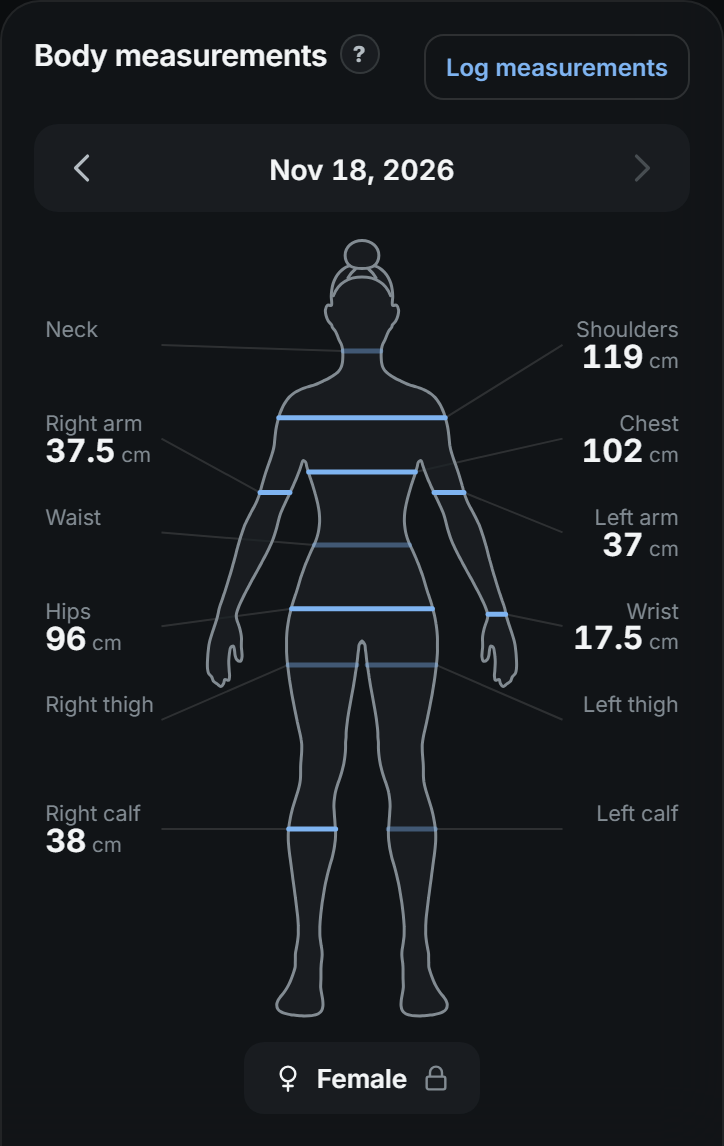 Body measurements ?
Log measurements
Nov 18, 2026
Neck
Shoulders
119 cm
Right arm
37.5 cm
Chest
102 cm
Waist
Left arm
37 cm
Hips
96 cm
Wrist
17.5 cm
Right thigh
Left thigh
Right calf
38 cm
Left calf
Female